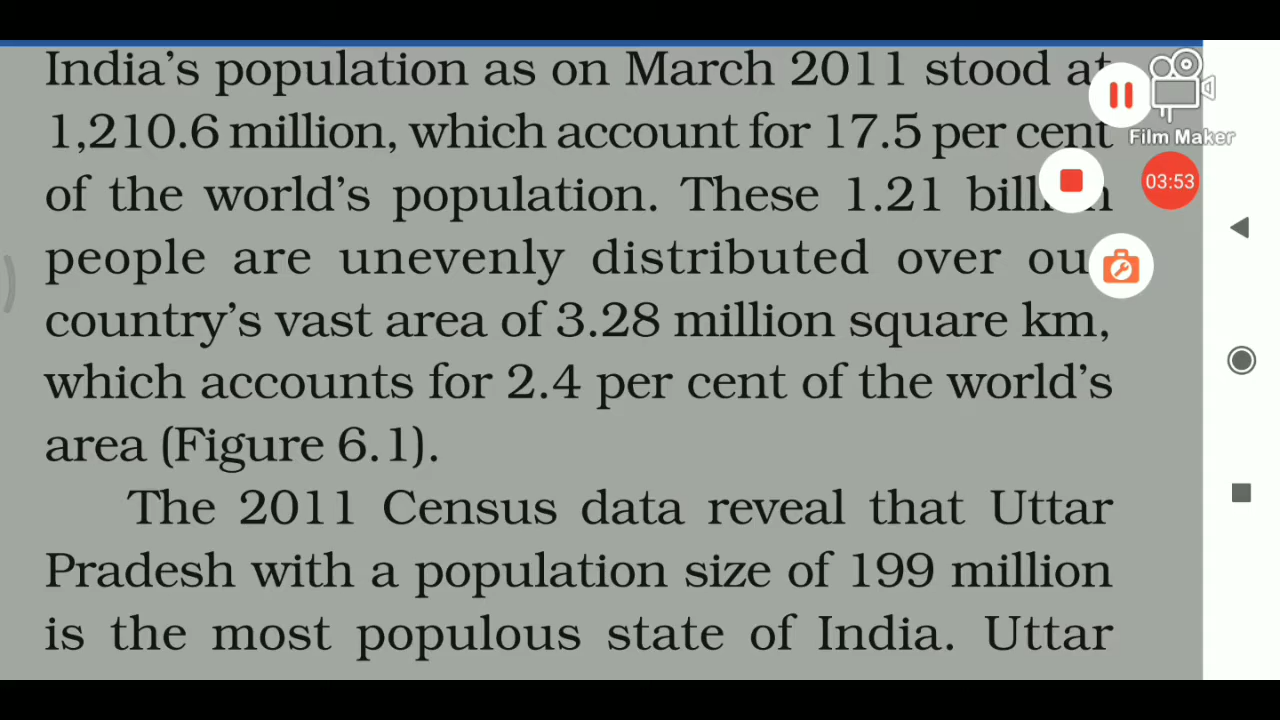 India's population as on March 2011 stood at
1,210.6 million, which account for 17.5 per cent
of the world's population. These 1.21
people are unevenly distributed over
country's vast area of 3.28 million square km,
which accounts for 2.4 per cent of the world's
area (Figure 6.1).
The 2011 Census data reveal that Uttar
Pradesh with a population size of 199 million
is the most populous state of India. Uttar
Film Maker
03:53